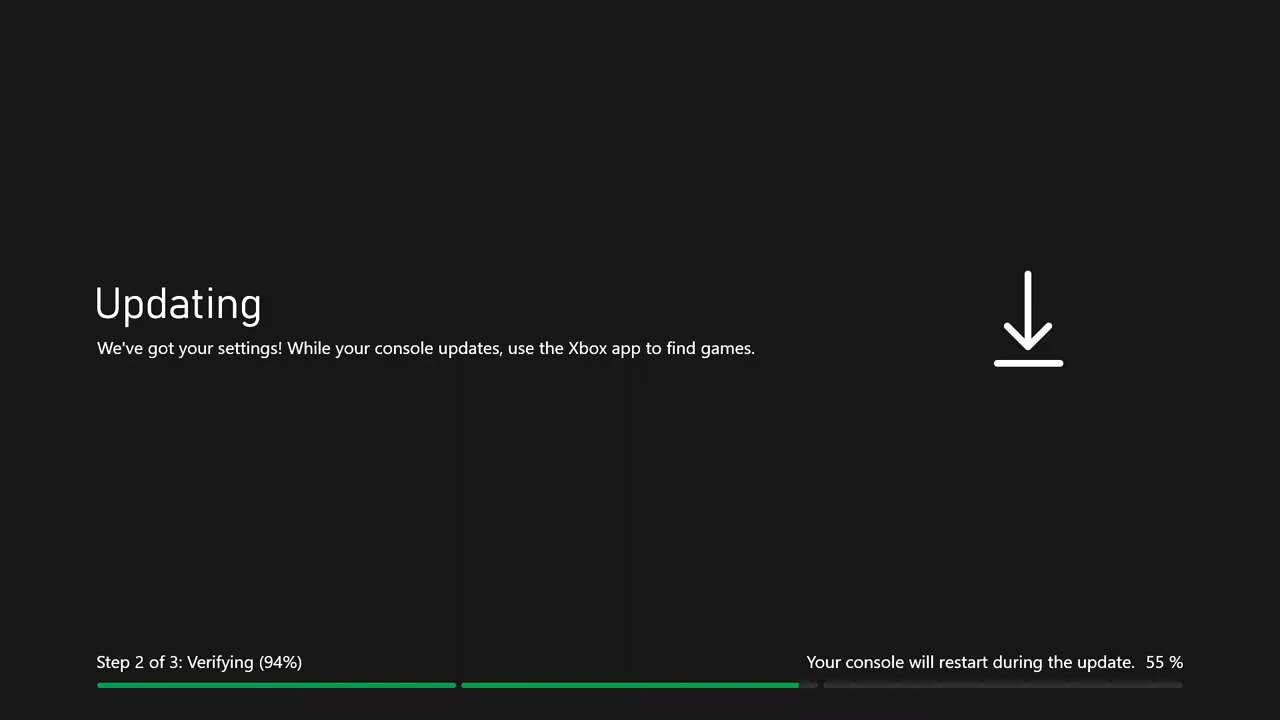 Updating
We've got your settings! While your console updates, use the Xbox app to find games.
Step 2 of 3: Verifying (94%)
Your console will restart during the update. 55 %